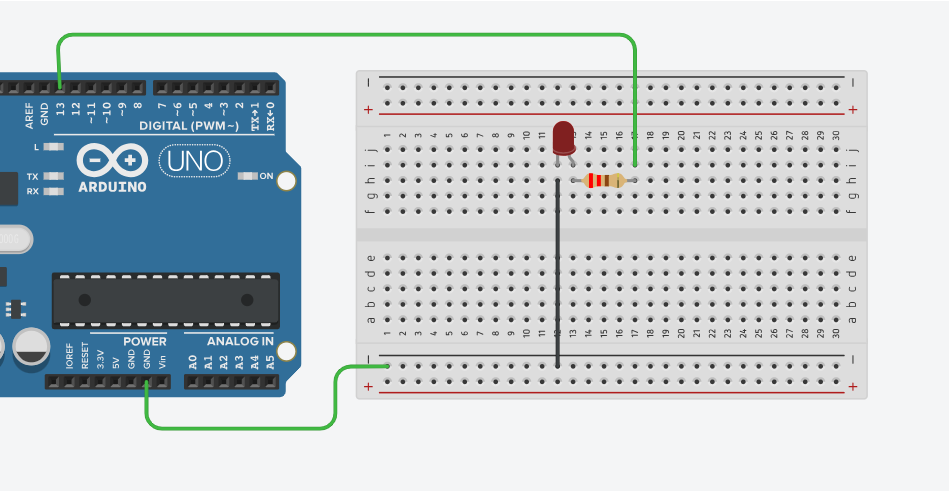 AREF
GND
13
12
~11
~10
~9
8
7
~6
~5
4
~3
2
TX→1
RX←0
DIGITAL (PWM~)
L
TX
RX
UNO
ARDUINO
ON
IOREF
RESET
3.3V
5V
GND
GND
Vin
POWER
ANALOG IN
A0
A1
A2
A3
A4
A5
− −
+ +
1 2 3 4 5 6 7 8 9 10 11 14 15 16 18 19 20 21 22 23 24 25 26 27 28 29 30
j j
i i
h h
g g
f f
e e
d d
c c
b b
a a
1 2 3 4 5 6 7 8 9 10 11 12 13 14 15 16 17 18 19 20 21 22 23 24 25 26 27 28 29 30
− −
+ +